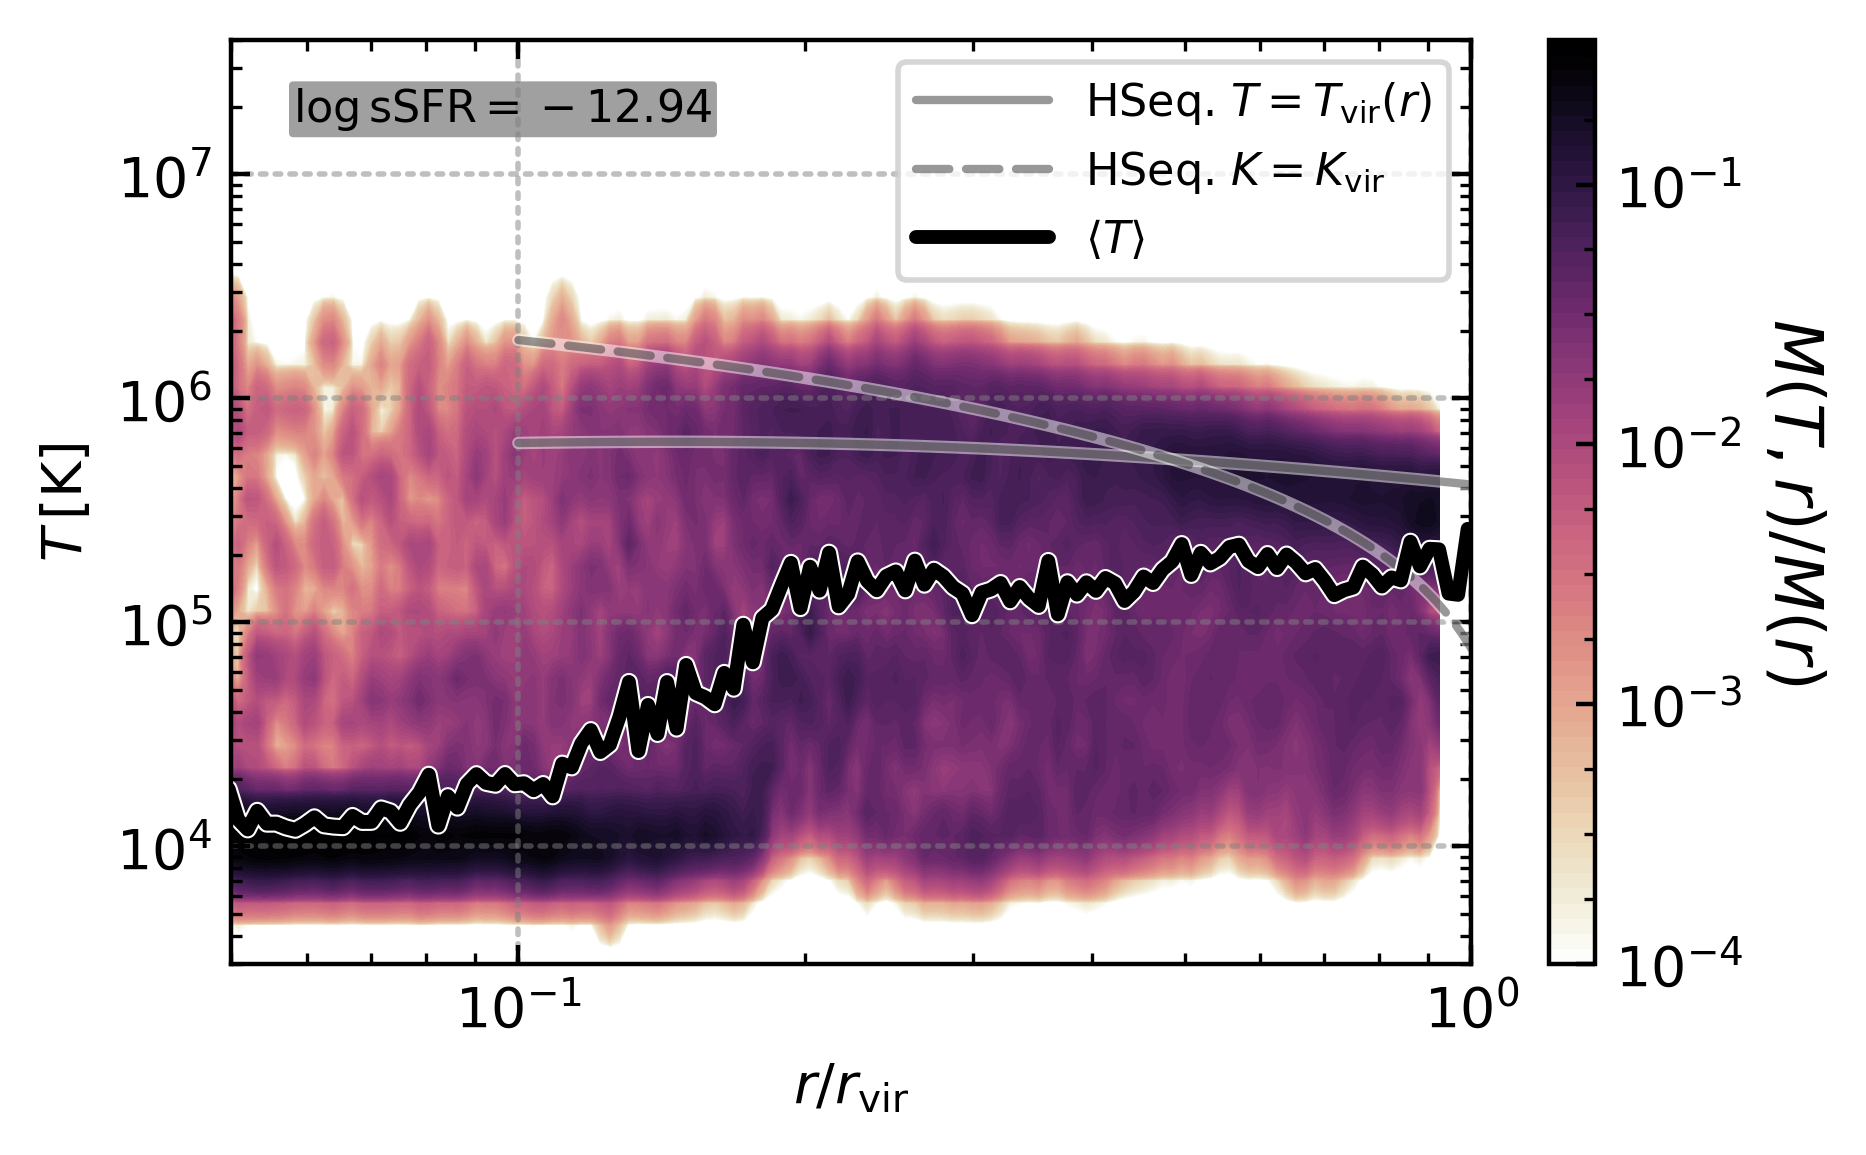 log sSFR = −12.94
HSeq. T = T_vir(r)
HSeq. K = K_vir
⟨T⟩
10^7
10^6
10^5
10^4
T [K]
10^−1
10^0
r/r_vir
10^−1
10^−2
10^−3
10^−4
M(T, r)/M(r)